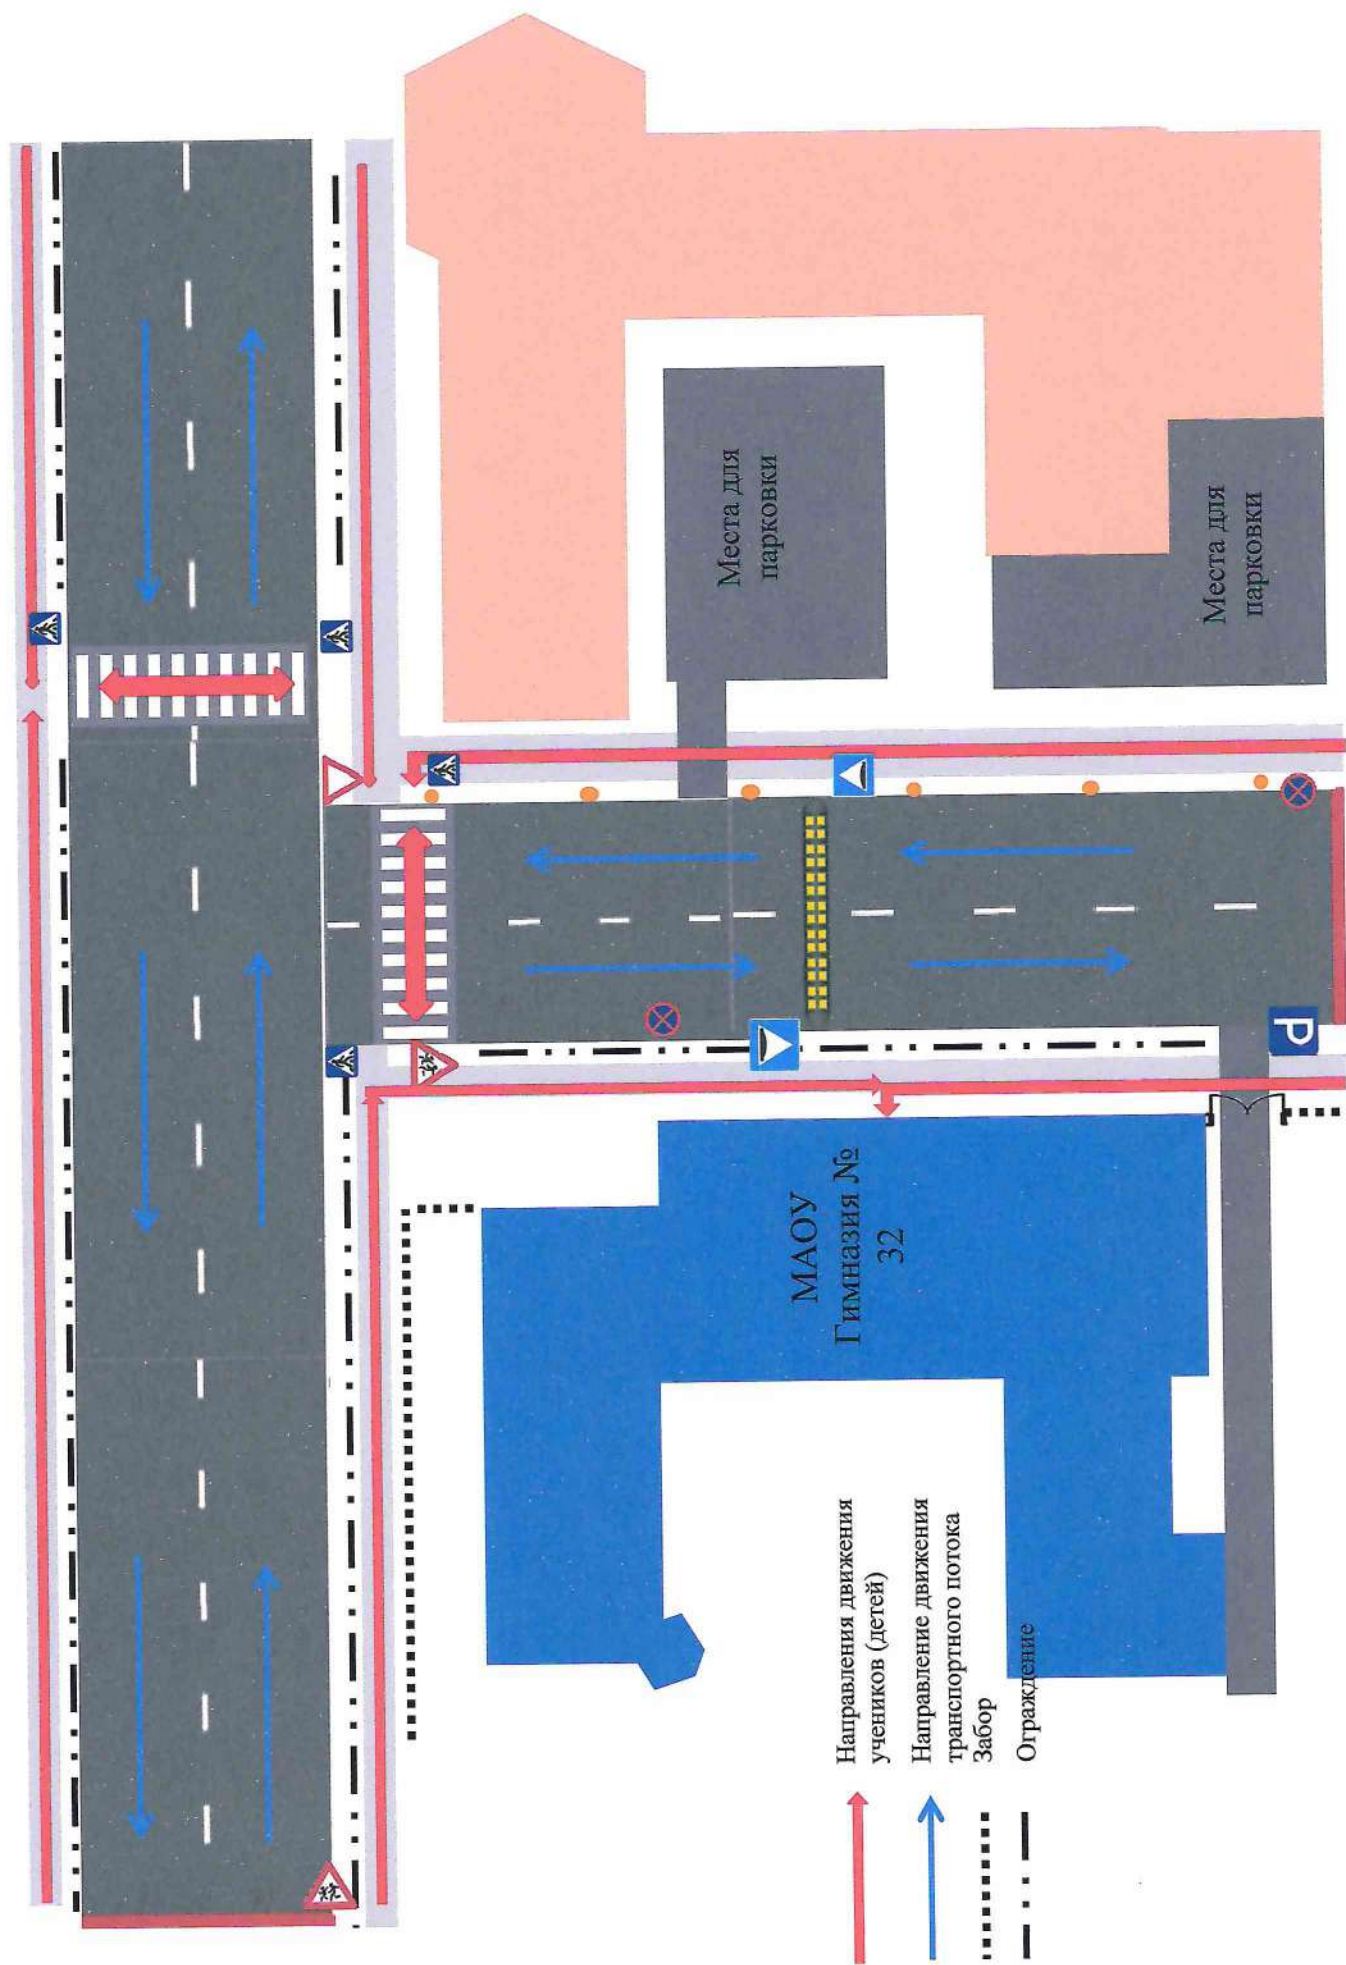 Места для
парковки
Места для
парковки
P
МАОУ
Гимназия №
32
Направления движения
учеников (детей)
Направление движения
транспортного потока
Забор
Ограждение